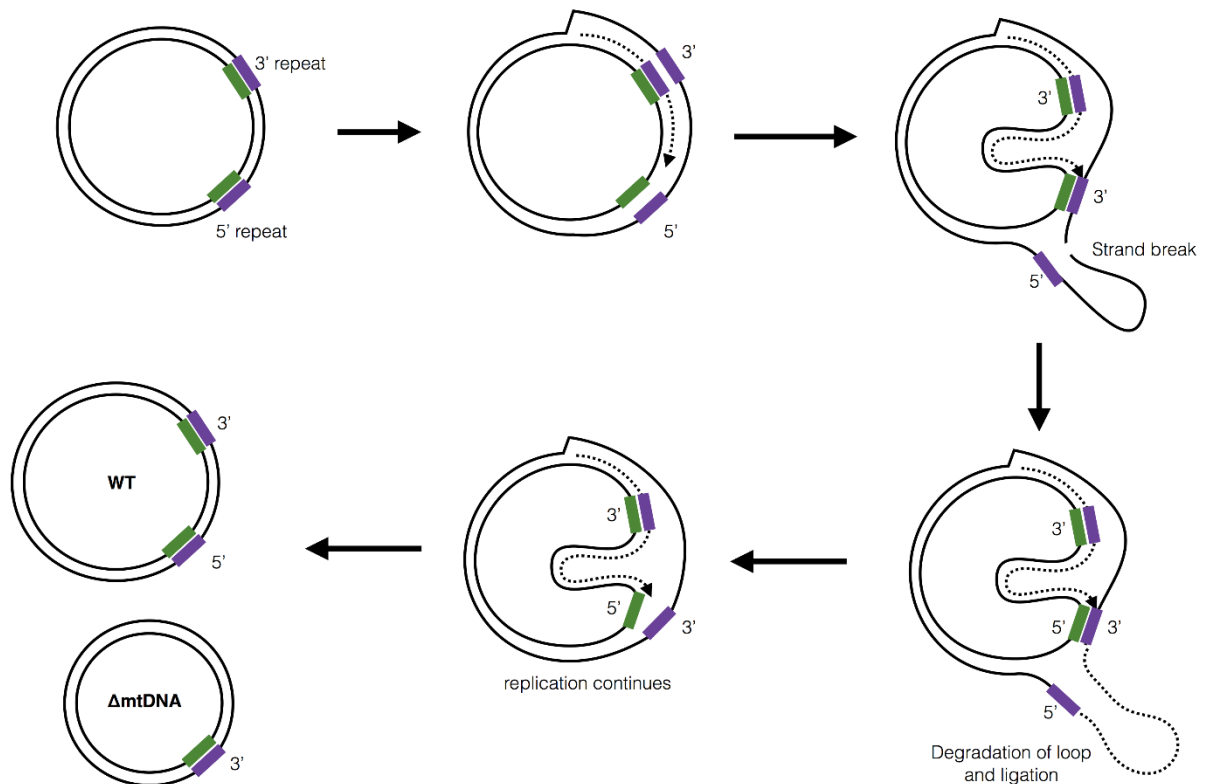 3' repeat
5' repeat
3'
5'
3'
3'
5'
Strand break
3'
5'
WT
3'
5'
3'
replication continues
3'
5'
3'
5'
Degradation of loop
and ligation
ΔmtDNA
3'